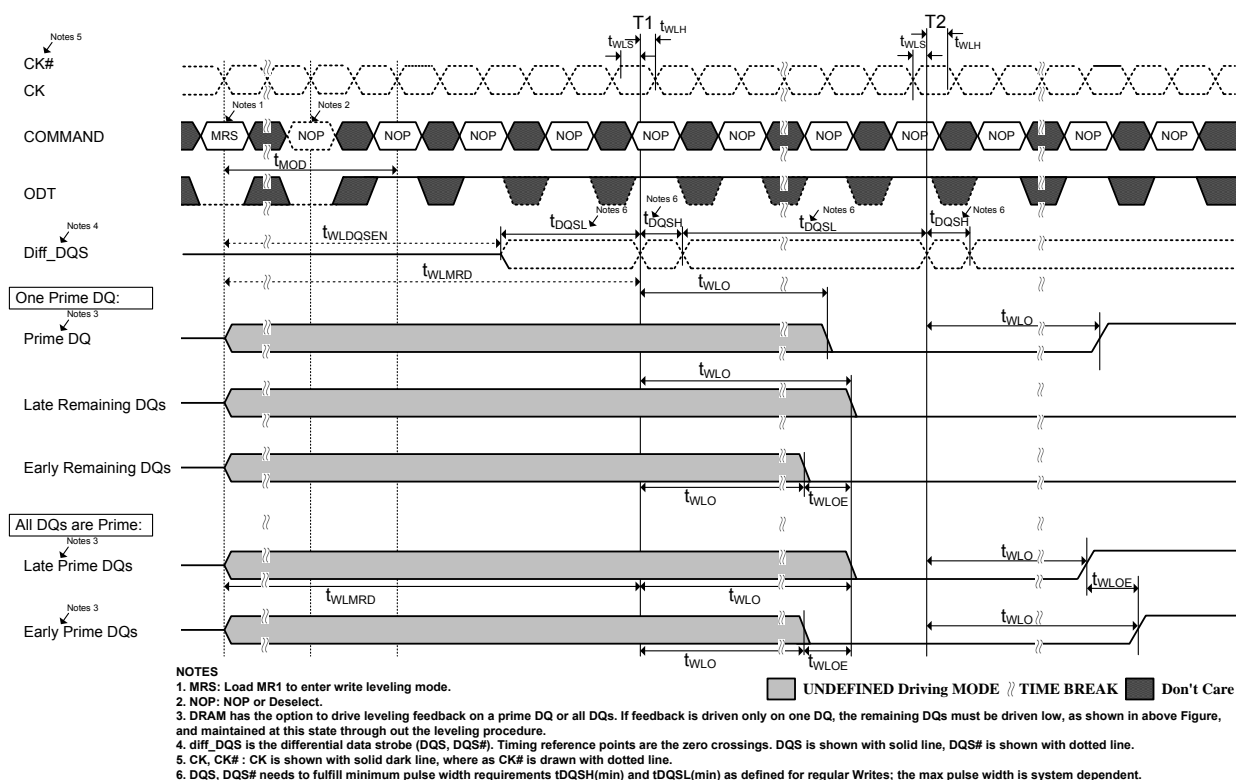 T1
T2
Notes 5
tWLS
tWLH
tWLS
tWLH
CK#
CK
Notes 1
Notes 2
COMMAND
MRS
NOP
NOP
NOP
NOP
NOP
NOP
NOP
NOP
NOP
NOP
NOP
tMOD
ODT
Notes 4
Notes 6
Notes 6
Notes 6
Notes 6
tDQSL
tDQSH
tDQSL
tDQSH
tWLDQSEN
Diff_DQS
tWLMRD
tWLO
One Prime DQ:
Notes 3
Prime DQ
tWLO
tWLO
Late Remaining DQs
Early Remaining DQs
tWLO
tWLOE
All DQs are Prime:
Notes 3
Late Prime DQs
tWLO
tWLMRD
tWLO
tWLOE
Notes 3
Early Prime DQs
tWLO
tWLO
tWLOE
NOTES
1. MRS: Load MR1 to enter write leveling mode.
2. NOP: NOP or Deselect.
UNDEFINED Driving MODE
TIME BREAK
Don't Care
3. DRAM has the option to drive leveling feedback on a prime DQ or all DQs. If feedback is driven only on one DQ, the remaining DQs must be driven low, as shown in above Figure,
and maintained at this state through out the leveling procedure.
4. diff_DQS is the differential data strobe (DQS, DQS#). Timing reference points are the zero crossings. DQS is shown with solid line, DQS# is shown with dotted line.
5. CK, CK# : CK is shown with solid dark line, where as CK# is drawn with dotted line.
6. DQS, DQS# needs to fulfill minimum pulse width requirements tDQSH(min) and tDQSL(min) as defined for regular Writes; the max pulse width is system dependent.